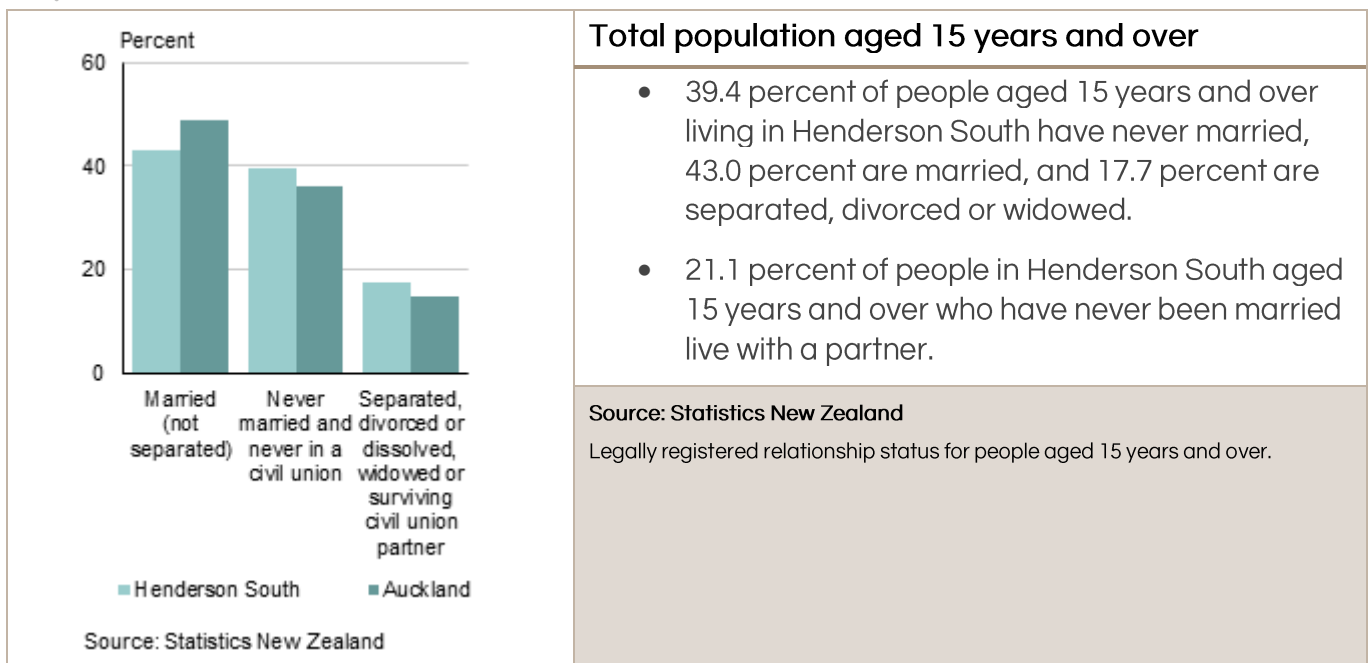 Percent
60
40
20
0
Married
(not
separated)
Never
married and
never in a
civil union
Separated,
divorced or
dissolved,
widowed or
surviving
civil union
partner
Henderson South
Auckland
Source: Statistics New Zealand
Total population aged 15 years and over
• 39.4 percent of people aged 15 years and over
living in Henderson South have never married,
43.0 percent are married, and 17.7 percent are
separated, divorced or widowed.
• 21.1 percent of people in Henderson South aged
15 years and over who have never been married
live with a partner.
Source: Statistics New Zealand
Legally registered relationship status for people aged 15 years and over.